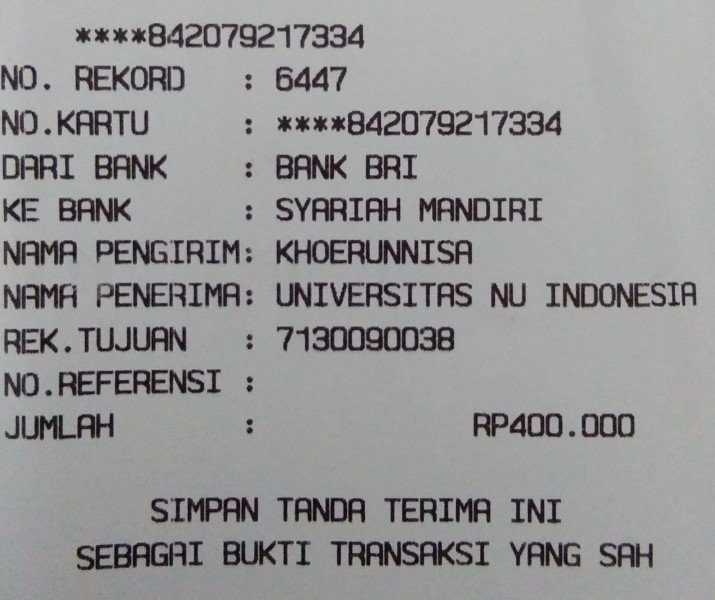 ****842079217334
NO. REKORD : 6447
NO.KARTU : ****842079217334
DARI BANK : BANK BRI
KE BANK : SYARIAH MANDIRI
NAMA PENGIRIM: KHOERUNNISA
NAMA PENERIMA: UNIVERSITAS NU INDONESIA
REK.TUJUAN : 7130090038
NO.REFERENSI :
JUMLAH : RP400.000
SIMPAN TANDA TERIMA INI
SEBAGAI BUKTI TRANSAKSI YANG SAH